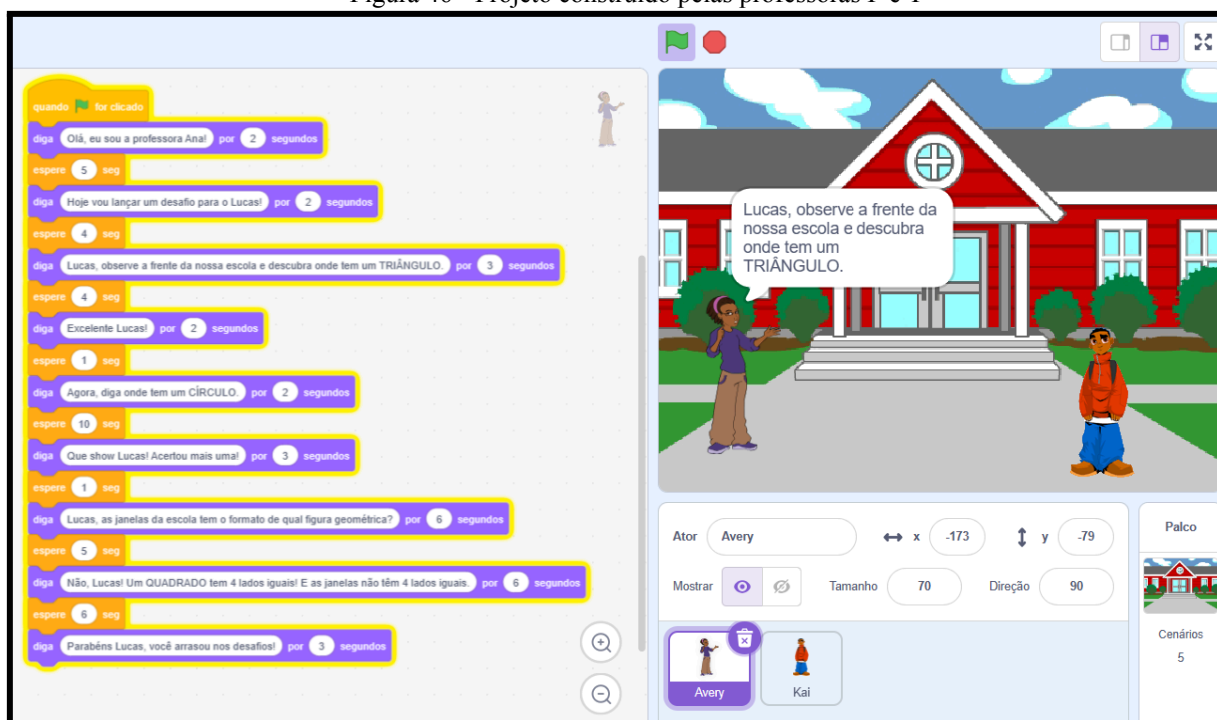 quando for clicado
diga Olá, eu sou a professora Ana! por 2 segundos
espere 5 seg
diga Hoje vou lançar um desafio para o Lucas! por 2 segundos
espere 4 seg
diga Lucas, observe a frente da nossa escola e descubra onde tem um TRIÂNGULO. por 3 segundos
espere 4 seg
diga Excelente Lucas! por 2 segundos
espere 1 seg
diga Agora, diga onde tem um CÍRCULO. por 2 segundos
espere 10 seg
diga Que show Lucas! Acertou mais uma! por 3 segundos
espere 1 seg
diga Lucas, as janelas da escola tem o formato de qual figura geométrica? por 6 segundos
espere 5 seg
diga Não, Lucas! Um QUADRADO tem 4 lados iguais! E as janelas não têm 4 lados iguais. por 6 segundos
espere 6 seg
diga Parabéns Lucas, você arrasou nos desafios! por 3 segundos
Lucas, observe a frente da
nossa escola e descubra
onde tem um
TRIÂNGULO.
Ator Avery x -173 y -79
Mostrar Tamanho 70 Direção 90
Avery
Kai
Palco
Cenários
5